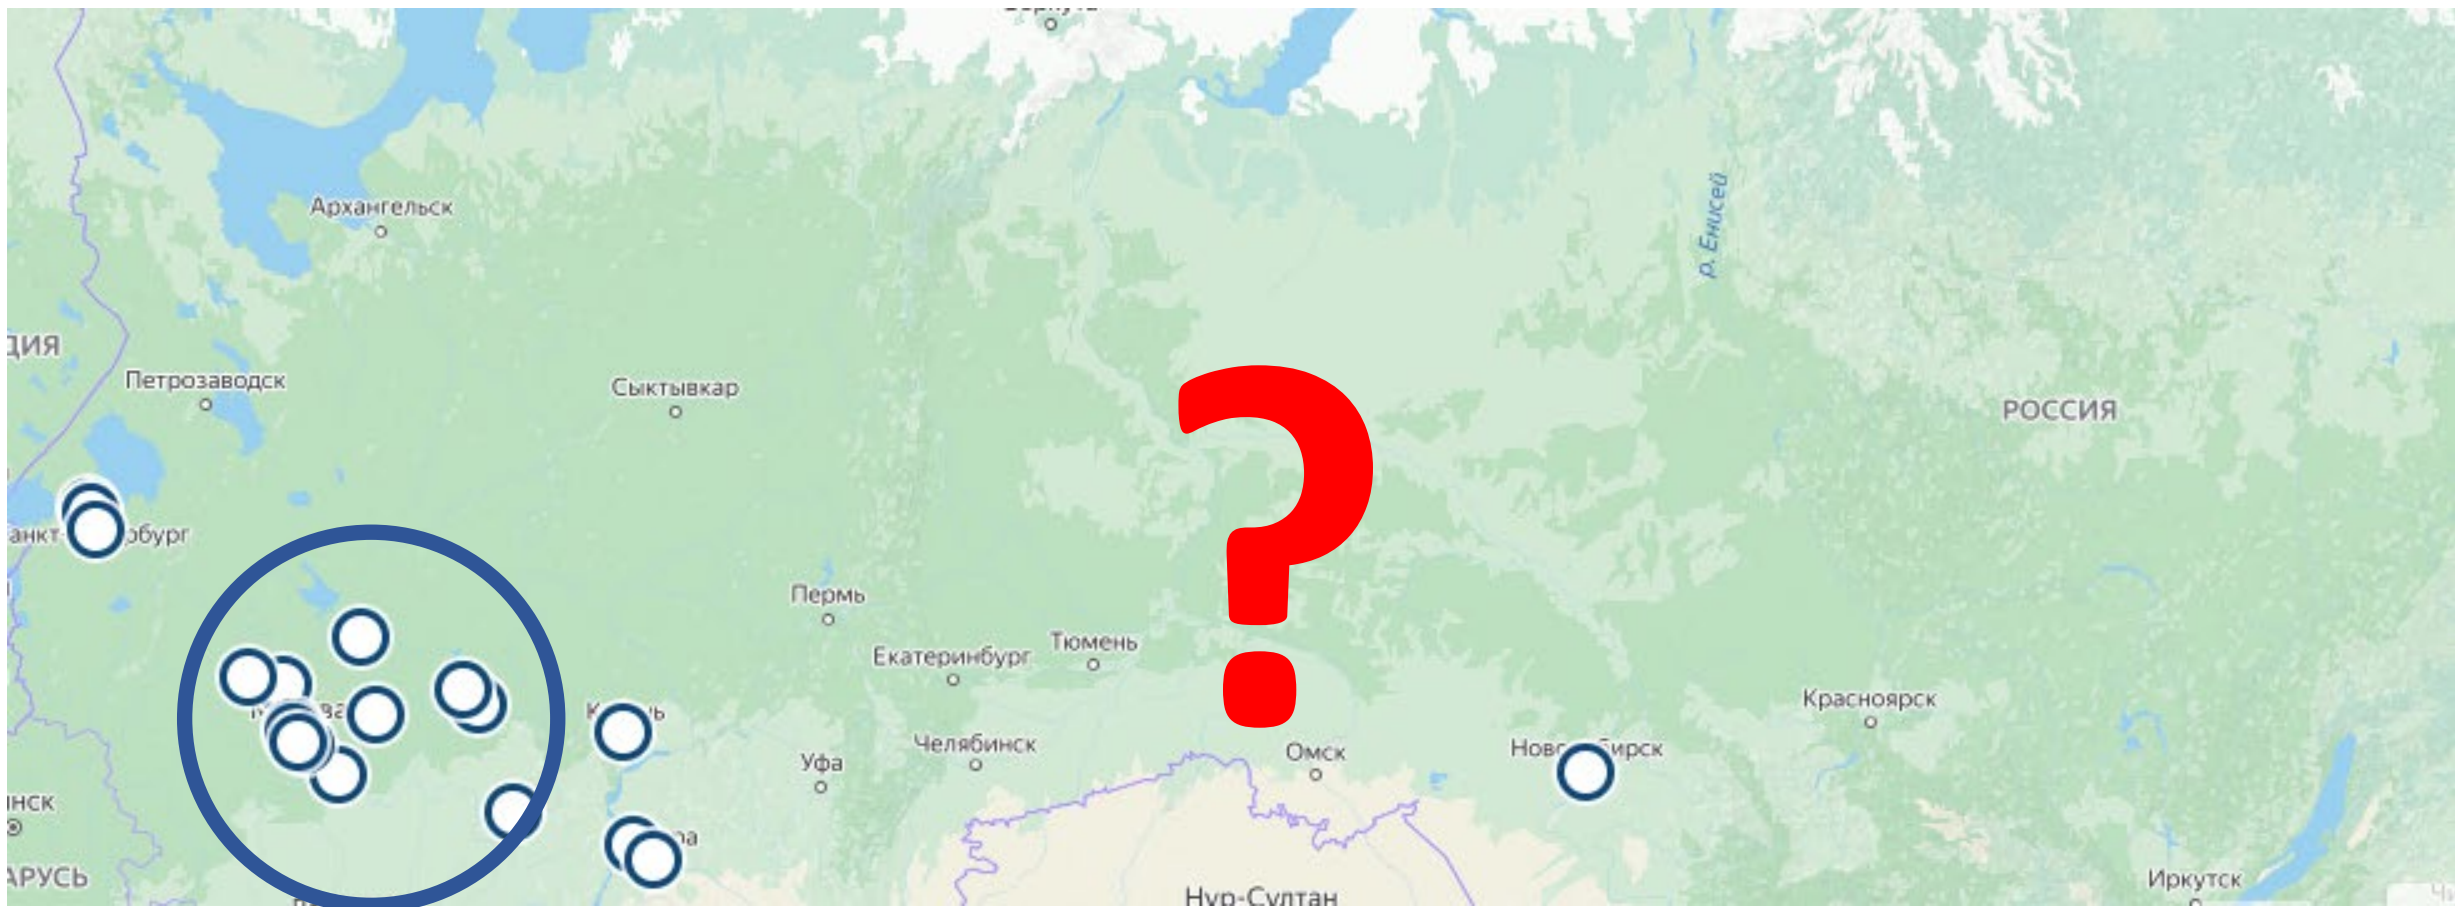 Архангельск
р. Енисей
ДИЯ
Петрозаводск
Сыктывкар
РОССИЯ
?
Пермь
Тюмень
Екатеринбург
Красноярск
Челябинск
Омск
Уфа
АРУСЬ
Иркутск
Нур-Султан